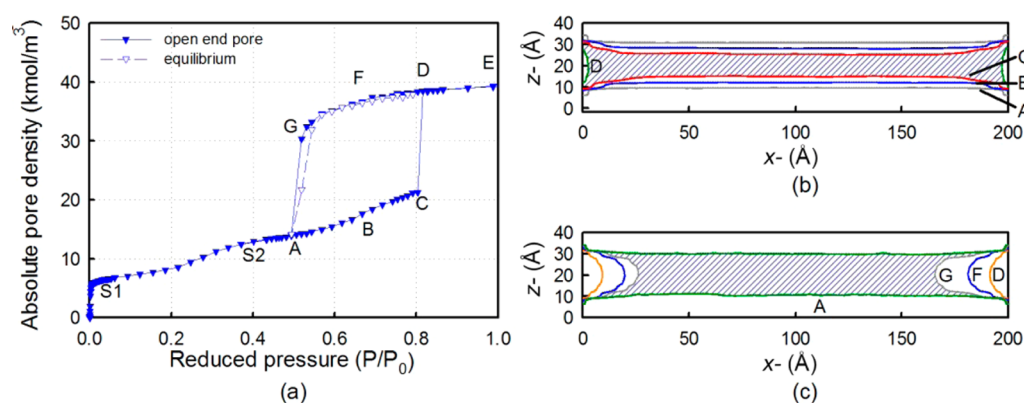 50
40
30
20
10
0
Absolute pore density (kmol/m³)
open end pore
equilibrium
S1
S2
A
B
C
D
E
F
G
0.0 0.2 0.4 0.6 0.8 1.0
Reduced pressure (P/P₀)
(a)
40
30
20
10
0
z- (Å)
D
C
B
A
0 50 100 150 200
x- (Å)
(b)
40
30
20
10
0
z- (Å)
G F D
A
0 50 100 150 200
x- (Å)
(c)